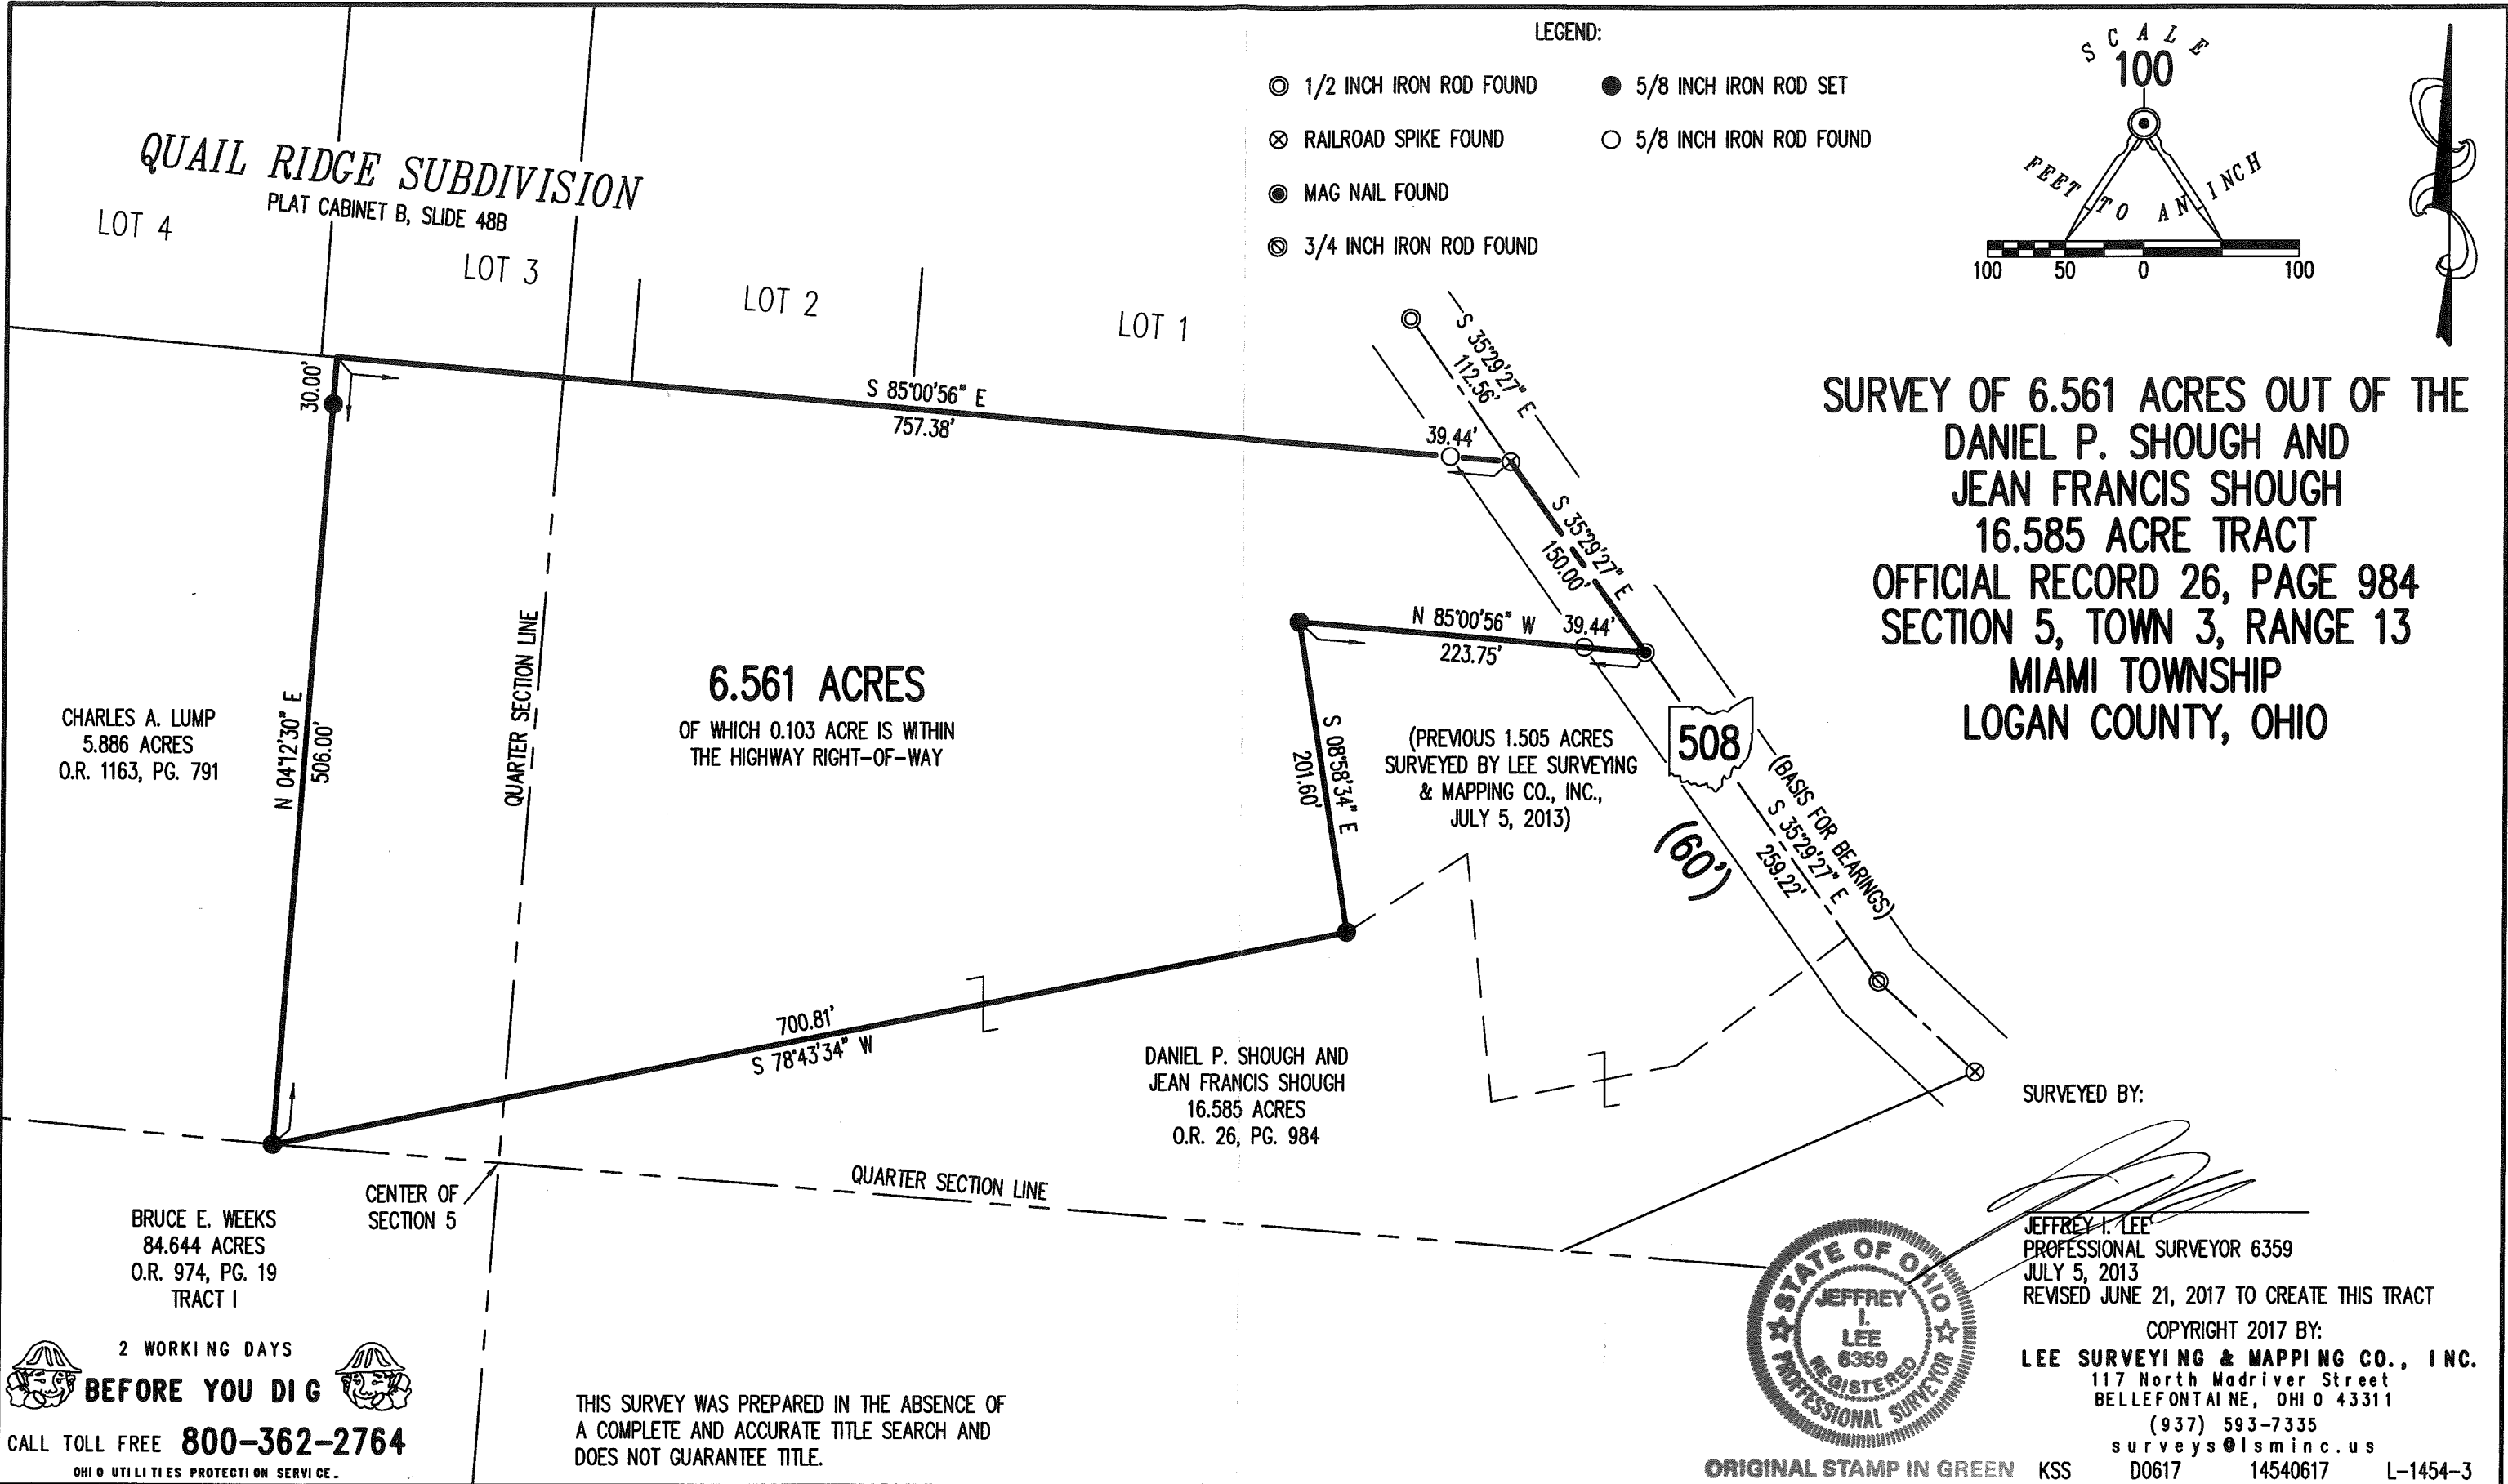 LEGEND:
1/2 INCH IRON ROD FOUND
5/8 INCH IRON ROD SET
RAILROAD SPIKE FOUND
5/8 INCH IRON ROD FOUND
MAG NAIL FOUND
3/4 INCH IRON ROD FOUND
SCALE
100
FEET TO AN INCH
100 50 0 100
QUAIL RIDGE SUBDIVISION
PLAT CABINET B, SLIDE 48B
LOT 4
LOT 3
LOT 2
LOT 1
30.00'
S 85°00'56" E
757.38'
39.44'
S 35°29'27" E
112.56'
S 35°29'27" E
150.00'
N 85°00'56" W
39.44'
223.75'
SURVEY OF 6.561 ACRES OUT OF THE
DANIEL P. SHOUGH AND
JEAN FRANCIS SHOUGH
16.585 ACRE TRACT
OFFICIAL RECORD 26, PAGE 984
SECTION 5, TOWN 3, RANGE 13
MIAMI TOWNSHIP
LOGAN COUNTY, OHIO
CHARLES A. LUMP
5.886 ACRES
O.R. 1163, PG. 791
N 04°12'30" E
506.00'
QUARTER SECTION LINE
6.561 ACRES
OF WHICH 0.103 ACRE IS WITHIN
THE HIGHWAY RIGHT-OF-WAY
S 08°58'34" E
201.60'
(PREVIOUS 1.505 ACRES
SURVEYED BY LEE SURVEYING
& MAPPING CO., INC.,
JULY 5, 2013)
508
(60')
(BASIS FOR BEARINGS)
S 35°29'27" E
259.22'
700.81'
S 78°43'34" W
DANIEL P. SHOUGH AND
JEAN FRANCIS SHOUGH
16.585 ACRES
O.R. 26, PG. 984
QUARTER SECTION LINE
CENTER OF
SECTION 5
BRUCE E. WEEKS
84.644 ACRES
O.R. 974, PG. 19
TRACT I
2 WORKING DAYS
BEFORE YOU DIG
CALL TOLL FREE 800-362-2764
OHIO UTILITIES PROTECTION SERVICE.
THIS SURVEY WAS PREPARED IN THE ABSENCE OF
A COMPLETE AND ACCURATE TITLE SEARCH AND
DOES NOT GUARANTEE TITLE.
STATE OF OHIO
JEFFREY
I.
LEE
6359
REGISTERED
PROFESSIONAL SURVEYOR
ORIGINAL STAMP IN GREEN
SURVEYED BY:
JEFFREY I. LEE
PROFESSIONAL SURVEYOR 6359
JULY 5, 2013
REVISED JUNE 21, 2017 TO CREATE THIS TRACT
COPYRIGHT 2017 BY:
LEE SURVEYING & MAPPING CO., INC.
117 North Madriver Street
BELLEFONTAINE, OHIO 43311
(937) 593-7335
surveys@lsminc.us
KSS D0617 14540617 L-1454-3